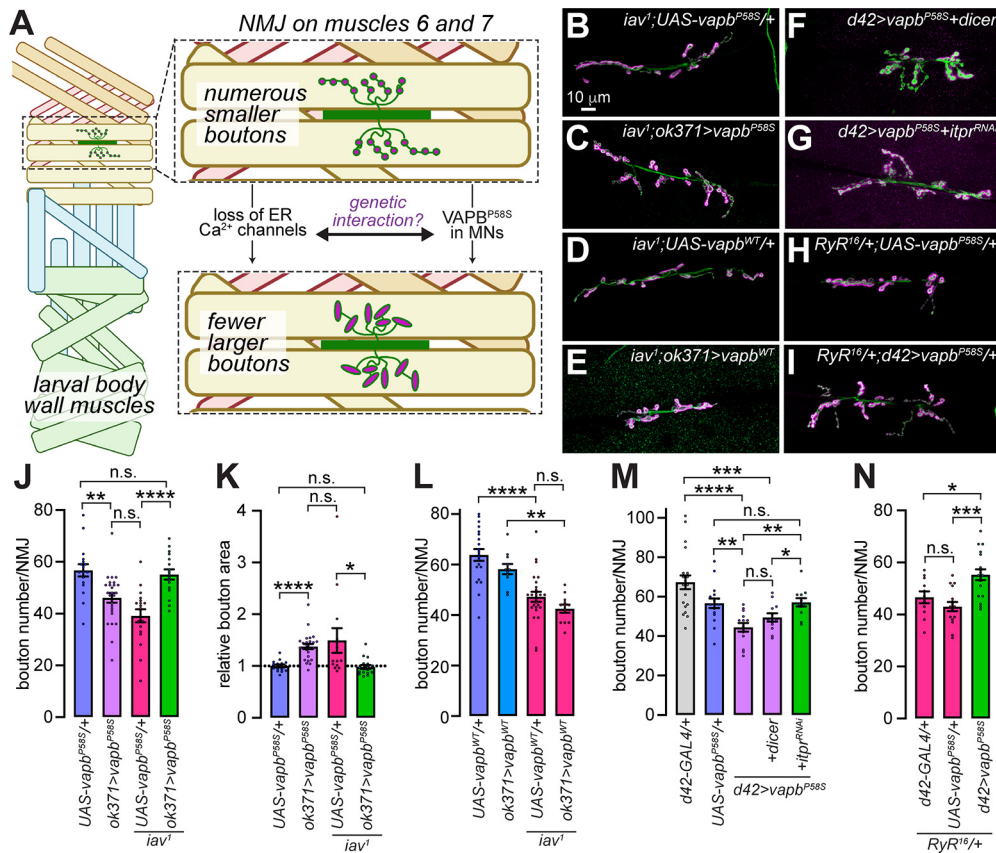 A
NMJ on muscles 6 and 7
numerous
smaller
boutons
loss of ER
Ca²⁺ channels
genetic
interaction?
VAPBᴾ⁵⁸ˢ
in MNs
fewer
larger
boutons
larval body
wall muscles
B
iav¹;UAS-vapbᴾ⁵⁸ˢ/+
10 µm
C
iav¹;ok371>vapbᴾ⁵⁸ˢ
D
iav¹;UAS-vapbᵂᵀ/+
E
iav¹;ok371>vapbᵂᵀ
F
d42>vapbᴾ⁵⁸ˢ+dicer
G
d42>vapbᴾ⁵⁸ˢ+itprᴿᴺᴬⁱ
H
RyR¹⁶/+;UAS-vapbᴾ⁵⁸ˢ/+
I
RyR¹⁶/+;d42>vapbᴾ⁵⁸ˢ/+
J
bouton number/NMJ
80
60
40
20
0
n.s.
**
n.s.
****
UAS-vapbᴾ⁵⁸ˢ/+
ok371>vapbᴾ⁵⁸ˢ
UAS-vapbᴾ⁵⁸ˢ/+
ok371>vapbᴾ⁵⁸ˢ
iav¹
K
relative bouton area
4
3
2
1
0
n.s.
n.s.
****
*
UAS-vapbᴾ⁵⁸ˢ/+
ok371>vapbᴾ⁵⁸ˢ
UAS-vapbᴾ⁵⁸ˢ/+
ok371>vapbᴾ⁵⁸ˢ
iav¹
L
bouton number/NMJ
80
60
40
20
0
****
n.s.
**
UAS-vapbᵂᵀ/+
ok371>vapbᵂᵀ
UAS-vapbᵂᵀ/+
ok371>vapbᵂᵀ
iav¹
M
bouton number/NMJ
100
80
60
40
20
0
***
****
n.s.
**
**
n.s.
*
d42-GAL4/+
UAS-vapbᴾ⁵⁸ˢ/+
+dicer
+itprᴿᴺᴬⁱ
d42>vapbᴾ⁵⁸ˢ
N
bouton number/NMJ
80
60
40
20
0
*
n.s.
***
d42-GAL4/+
UAS-vapbᴾ⁵⁸ˢ/+
d42>vapbᴾ⁵⁸ˢ
RyR¹⁶/+